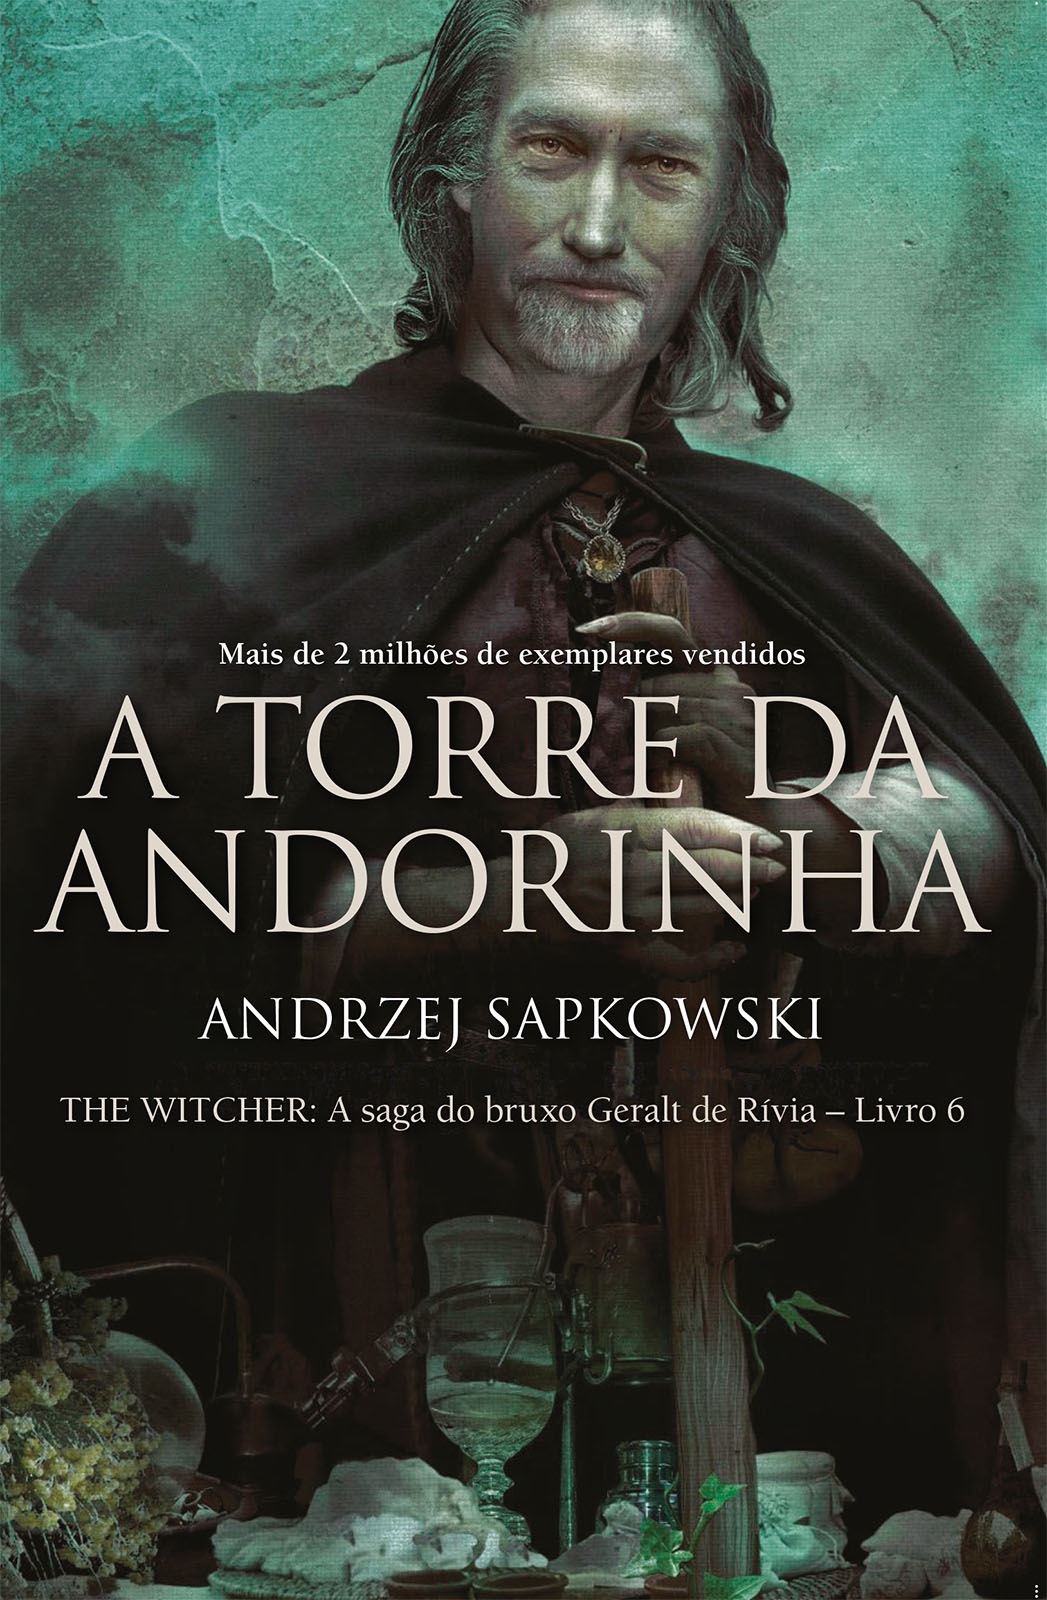 Mais de 2 milhões de exemplares vendidos
A TORRE DA
ANDORINHA
ANDRZEJ SAPKOWSKI
THE WITCHER: A saga do bruxo Geralt de Rívia – Livro 6